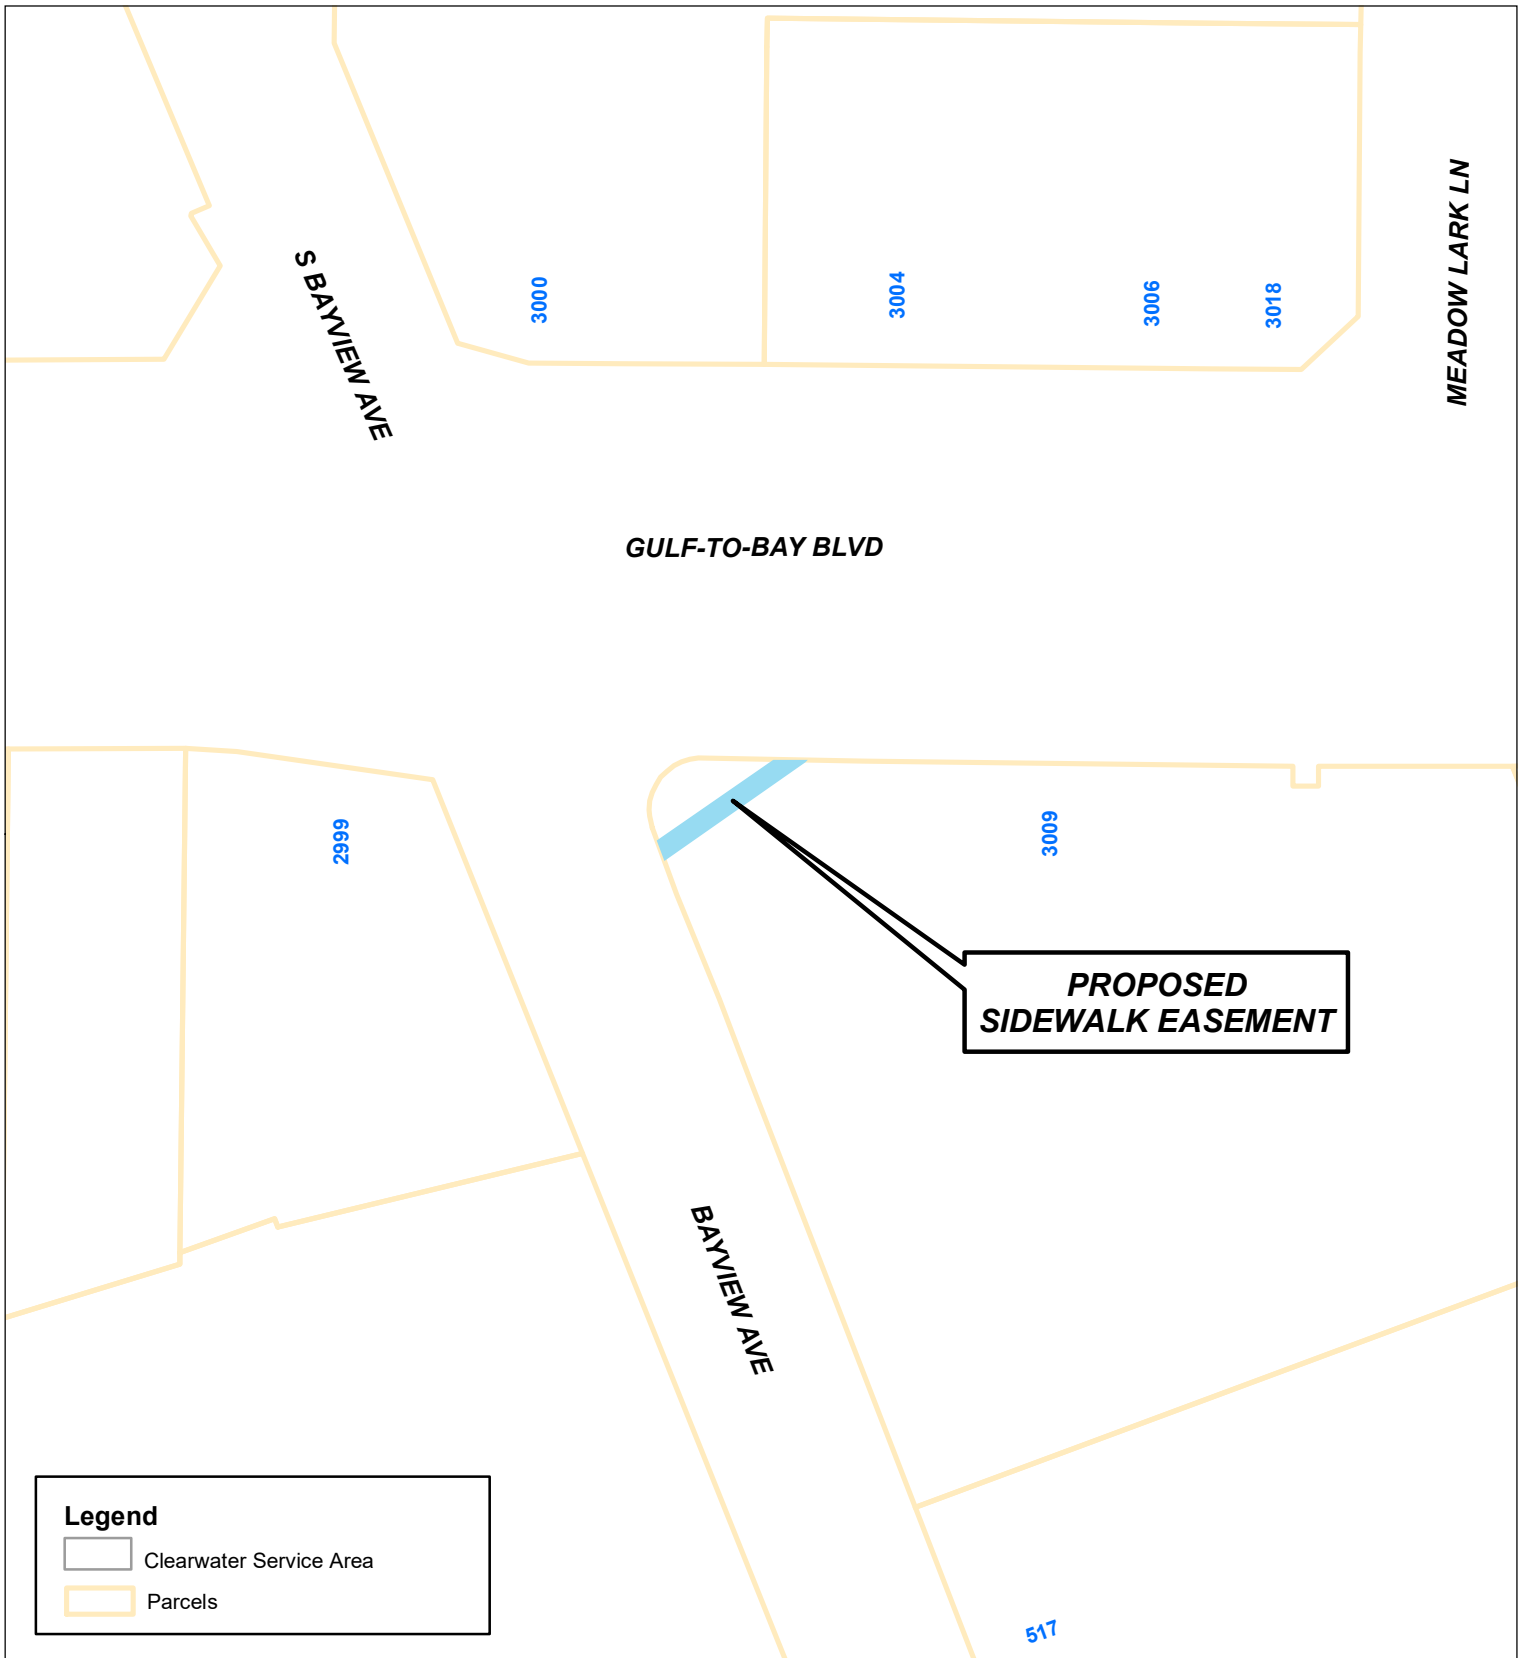 MEADOW LARK LN
S BAYVIEW AVE
3000
3004
3006
3018
GULF-TO-BAY BLVD
2999
3009
PROPOSED
SIDEWALK EASEMENT
BAYVIEW AVE
Legend
Clearwater Service Area
Parcels
517